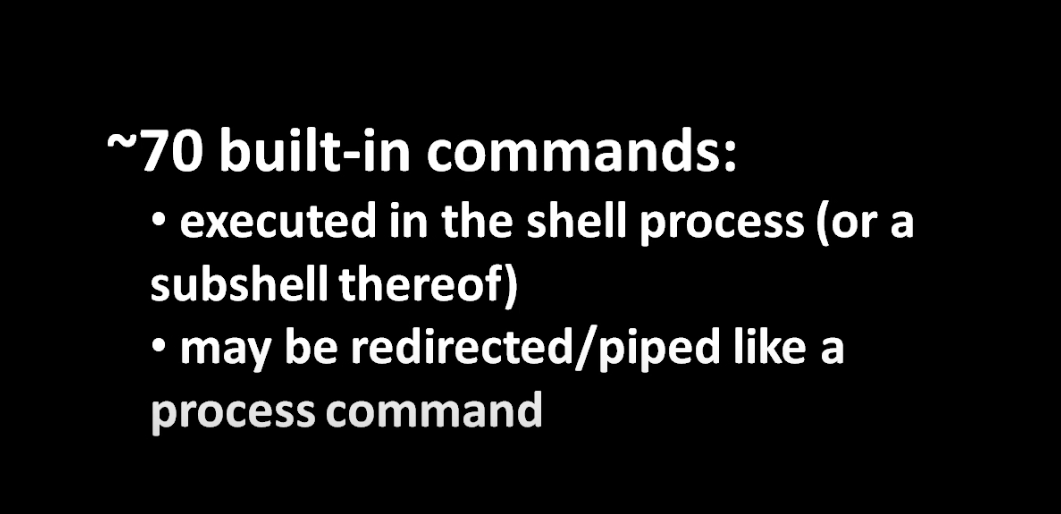 ~70 built-in commands:
• executed in the shell process (or a
subshell thereof)
• may be redirected/piped like a
process command